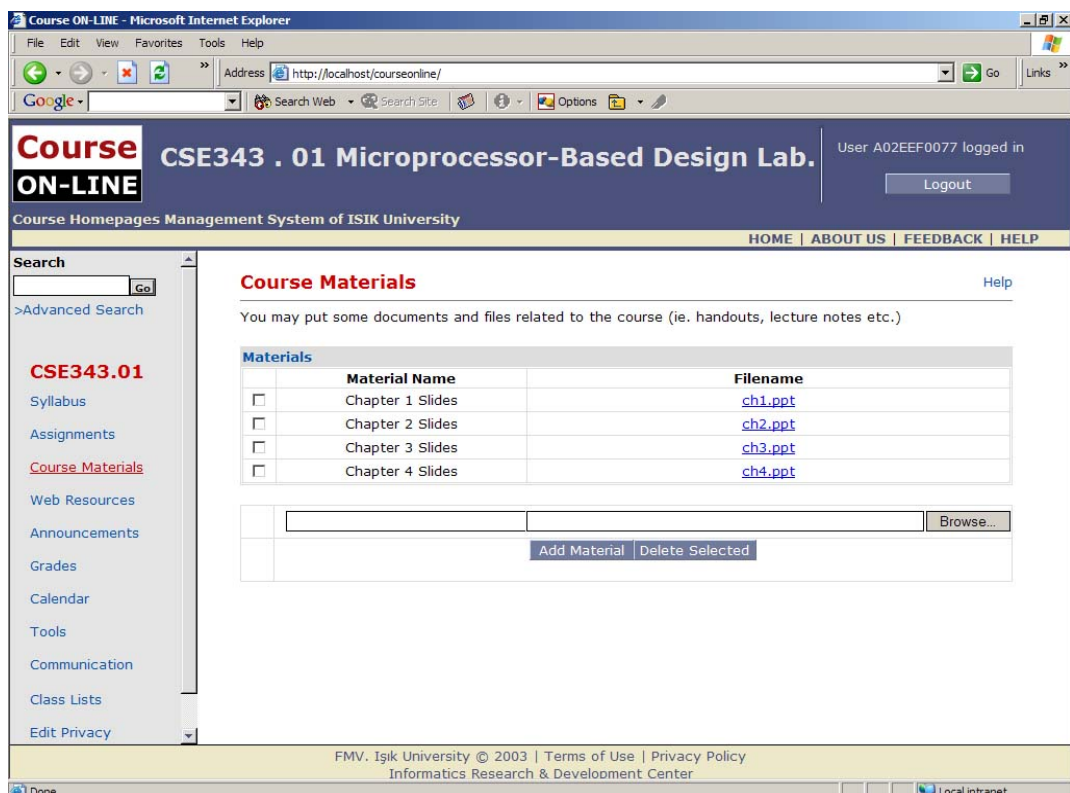 Course ON-LINE - Microsoft Internet Explorer
File Edit View Favorites Tools Help
» Address http://localhost/courseonline/ Go Links »
Google - Search Web Search Site Options
Course
ON-LINE
CSE343 . 01 Microprocessor-Based Design Lab.
User A02EEF0077 logged in
Logout
Course Homepages Management System of ISIK University
HOME | ABOUT US | FEEDBACK | HELP
Search
Go
>Advanced Search
CSE343.01
Syllabus
Assignments
Course Materials
Web Resources
Announcements
Grades
Calendar
Tools
Communication
Class Lists
Edit Privacy
Course Materials
Help
You may put some documents and files related to the course (ie. handouts, lecture notes etc.)
Materials
Material Name Filename
Chapter 1 Slides ch1.ppt
Chapter 2 Slides ch2.ppt
Chapter 3 Slides ch3.ppt
Chapter 4 Slides ch4.ppt
Browse...
Add Material Delete Selected
FMV. Işık University © 2003 | Terms of Use | Privacy Policy
Informatics Research & Development Center
Done Local intranet